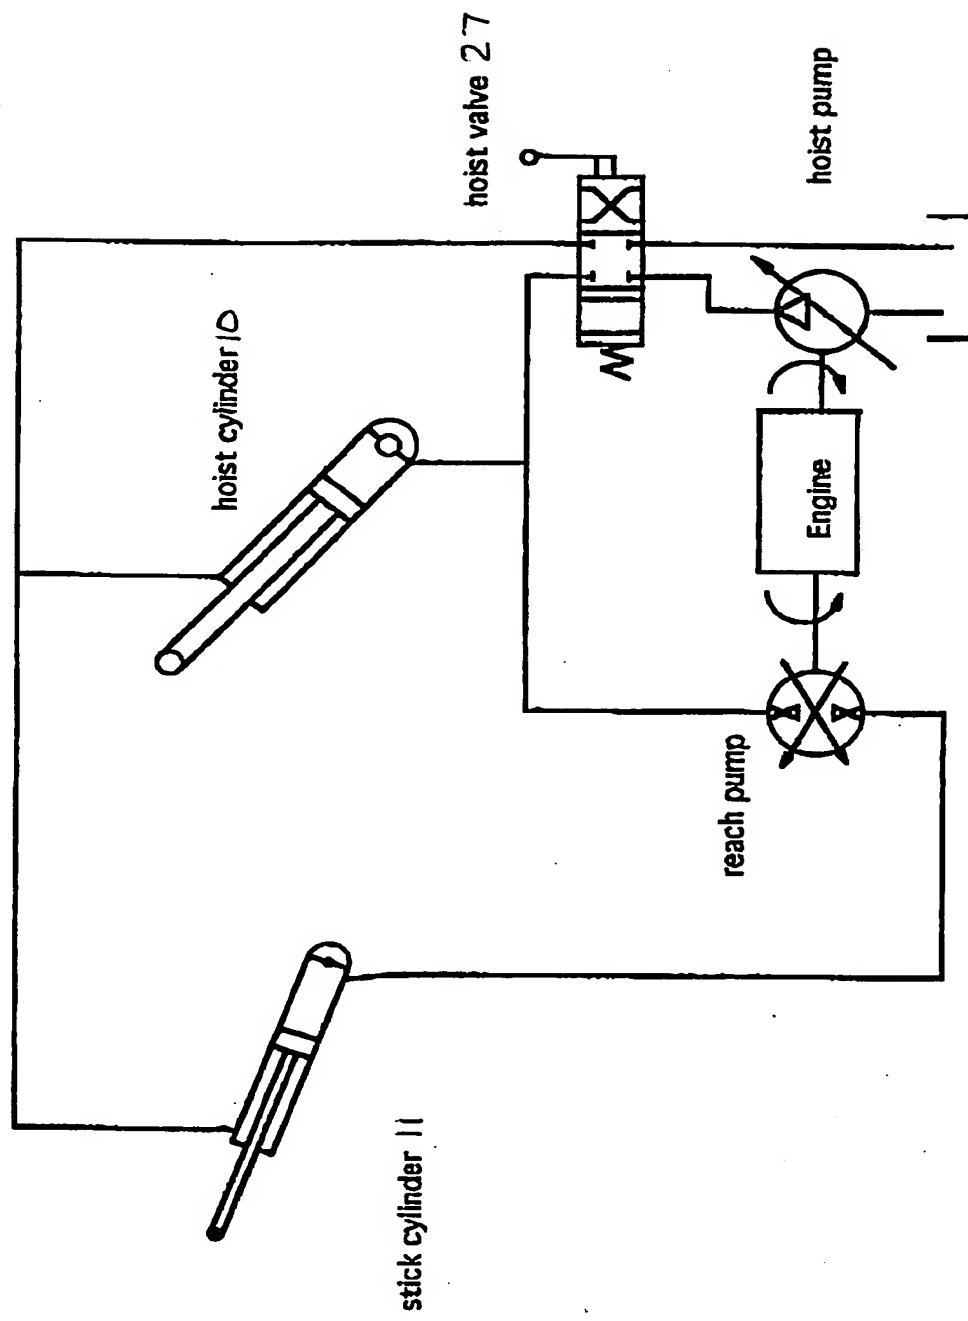 hoist valve 27
hoist pump
hoist cylinder 10
Engine
reach pump
stick cylinder 11